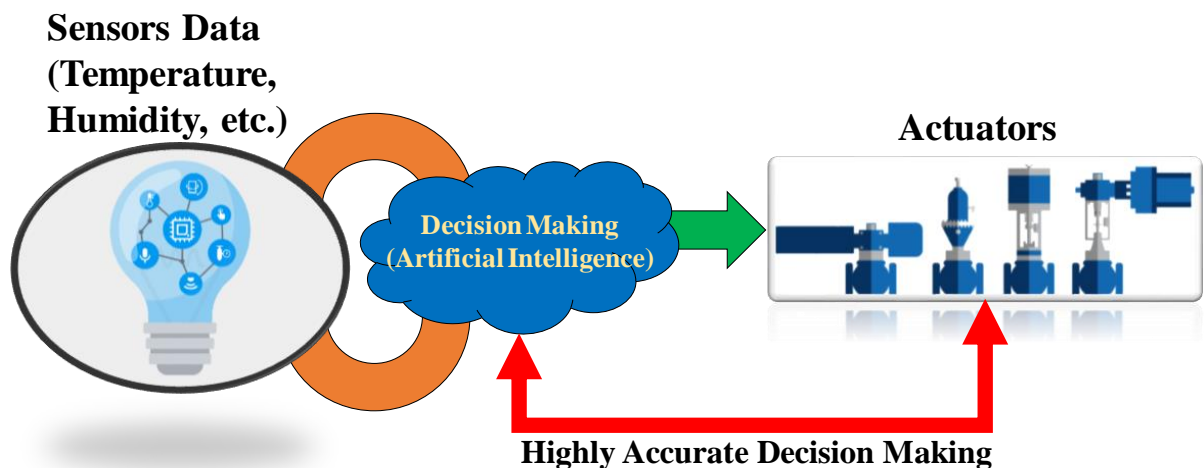 Sensors Data
(Temperature,
Humidity, etc.)
Actuators
Decision Making
(Artificial Intelligence)
Highly Accurate Decision Making